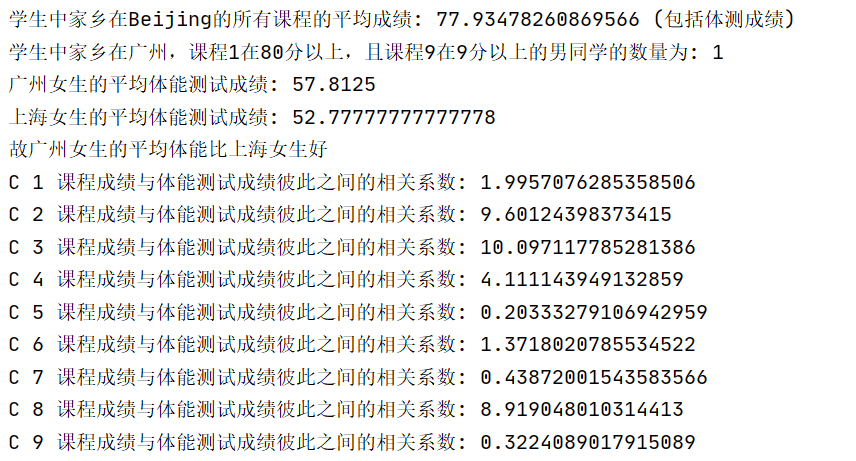 学生中家乡在Beijing的所有课程的平均成绩: 77.93478260869566 (包括体测成绩)
学生中家乡在广州，课程1在80分以上，且课程9在9分以上的男同学的数量为: 1
广州女生的平均体能测试成绩: 57.8125
上海女生的平均体能测试成绩: 52.77777777777778
故广州女生的平均体能比上海女生好
C 1 课程成绩与体能测试成绩彼此之间的相关系数: 1.9957076285358506
C 2 课程成绩与体能测试成绩彼此之间的相关系数: 9.60124398373415
C 3 课程成绩与体能测试成绩彼此之间的相关系数: 10.097117785281386
C 4 课程成绩与体能测试成绩彼此之间的相关系数: 4.111143949132859
C 5 课程成绩与体能测试成绩彼此之间的相关系数: 0.20333279106942959
C 6 课程成绩与体能测试成绩彼此之间的相关系数: 1.3718020785534522
C 7 课程成绩与体能测试成绩彼此之间的相关系数: 0.43872001543583566
C 8 课程成绩与体能测试成绩彼此之间的相关系数: 8.919048010314413
C 9 课程成绩与体能测试成绩彼此之间的相关系数: 0.3224089017915089